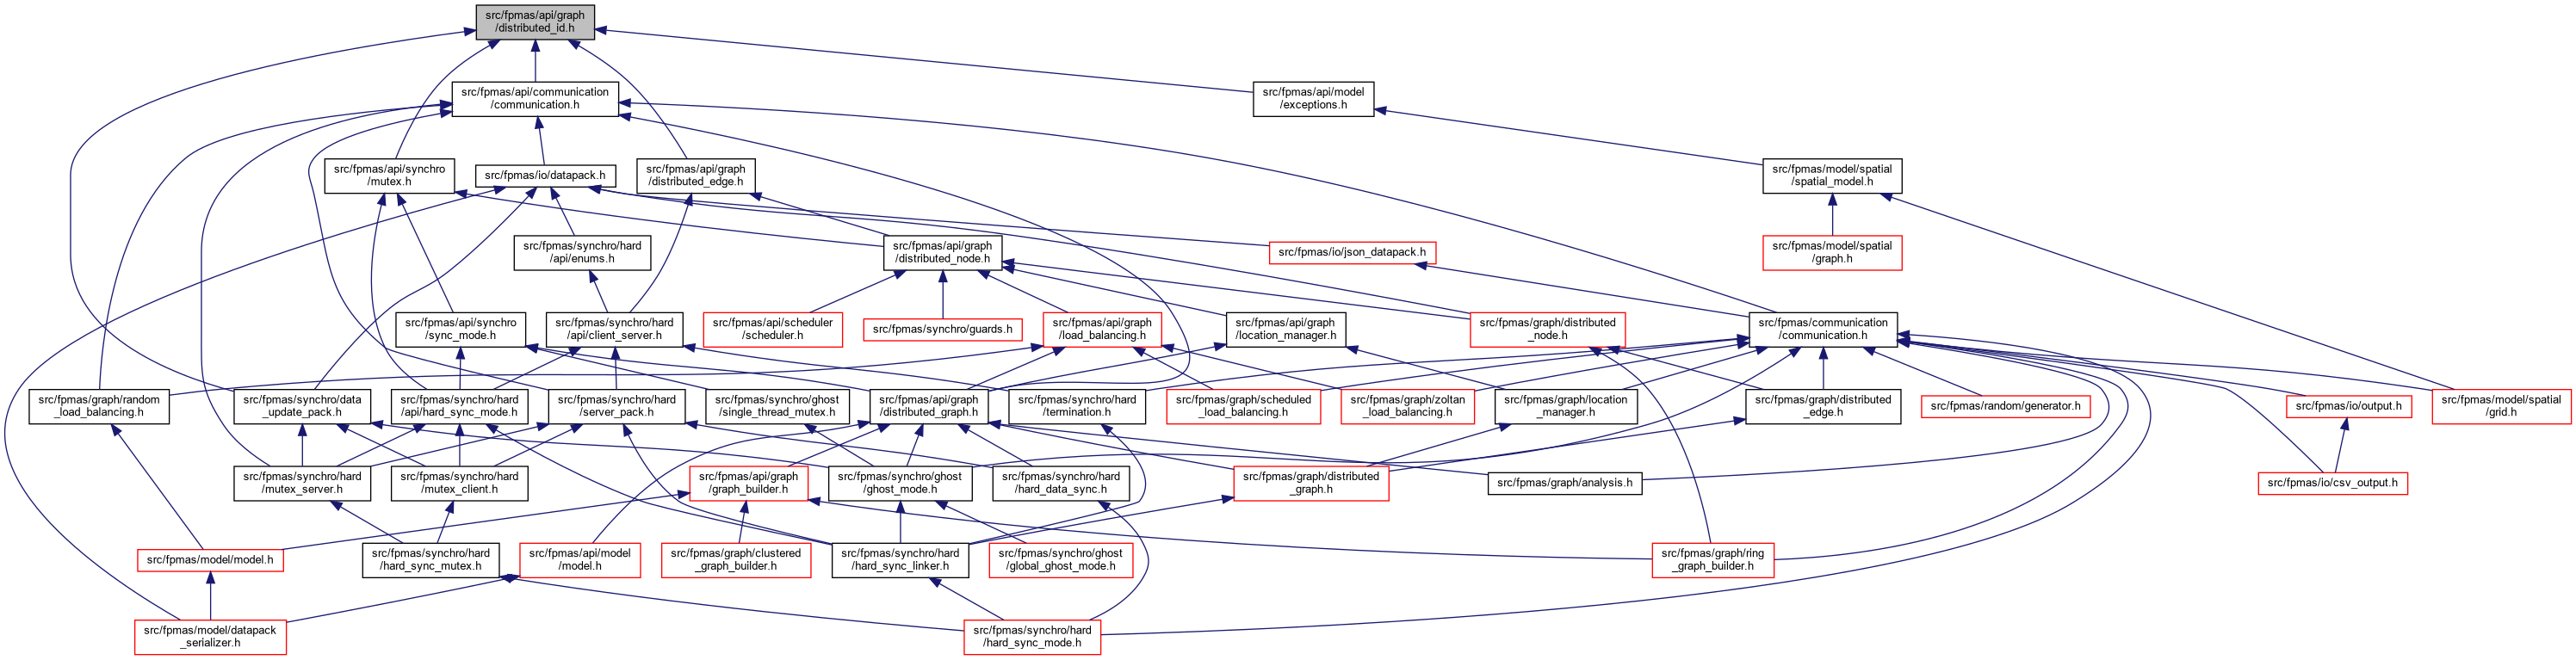 src/fpmas/api/graph
/distributed_id.h
src/fpmas/api/communication
/communication.h
src/fpmas/api/model
/exceptions.h
src/fpmas/api/synchro
/mutex.h
src/fpmas/io/datapack.h
src/fpmas/api/graph
/distributed_edge.h
src/fpmas/model/spatial
/spatial_model.h
src/fpmas/synchro/hard
/api/enums.h
src/fpmas/api/graph
/distributed_node.h
src/fpmas/io/json_datapack.h
src/fpmas/model/spatial
/graph.h
src/fpmas/api/synchro
/sync_mode.h
src/fpmas/synchro/hard
/api/client_server.h
src/fpmas/api/scheduler
/scheduler.h
src/fpmas/synchro/guards.h
src/fpmas/api/graph
/load_balancing.h
src/fpmas/api/graph
/location_manager.h
src/fpmas/graph/distributed
_node.h
src/fpmas/communication
/communication.h
src/fpmas/graph/random
_load_balancing.h
src/fpmas/synchro/data
_update_pack.h
src/fpmas/synchro/hard
/api/hard_sync_mode.h
src/fpmas/synchro/hard
/server_pack.h
src/fpmas/synchro/ghost
/single_thread_mutex.h
src/fpmas/api/graph
/distributed_graph.h
src/fpmas/synchro/hard
/termination.h
src/fpmas/graph/scheduled
_load_balancing.h
src/fpmas/graph/zoltan
_load_balancing.h
src/fpmas/graph/location
_manager.h
src/fpmas/graph/distributed
_edge.h
src/fpmas/random/generator.h
src/fpmas/io/output.h
src/fpmas/model/spatial
/grid.h
src/fpmas/synchro/hard
/mutex_server.h
src/fpmas/synchro/hard
/mutex_client.h
src/fpmas/api/graph
/graph_builder.h
src/fpmas/synchro/ghost
/ghost_mode.h
src/fpmas/synchro/hard
/hard_data_sync.h
src/fpmas/graph/distributed
_graph.h
src/fpmas/graph/analysis.h
src/fpmas/io/csv_output.h
src/fpmas/model/model.h
src/fpmas/synchro/hard
/hard_sync_mutex.h
src/fpmas/api/model
/model.h
src/fpmas/graph/clustered
_graph_builder.h
src/fpmas/synchro/hard
/hard_sync_linker.h
src/fpmas/synchro/ghost
/global_ghost_mode.h
src/fpmas/graph/ring
_graph_builder.h
src/fpmas/model/datapack
_serializer.h
src/fpmas/synchro/hard
/hard_sync_mode.h